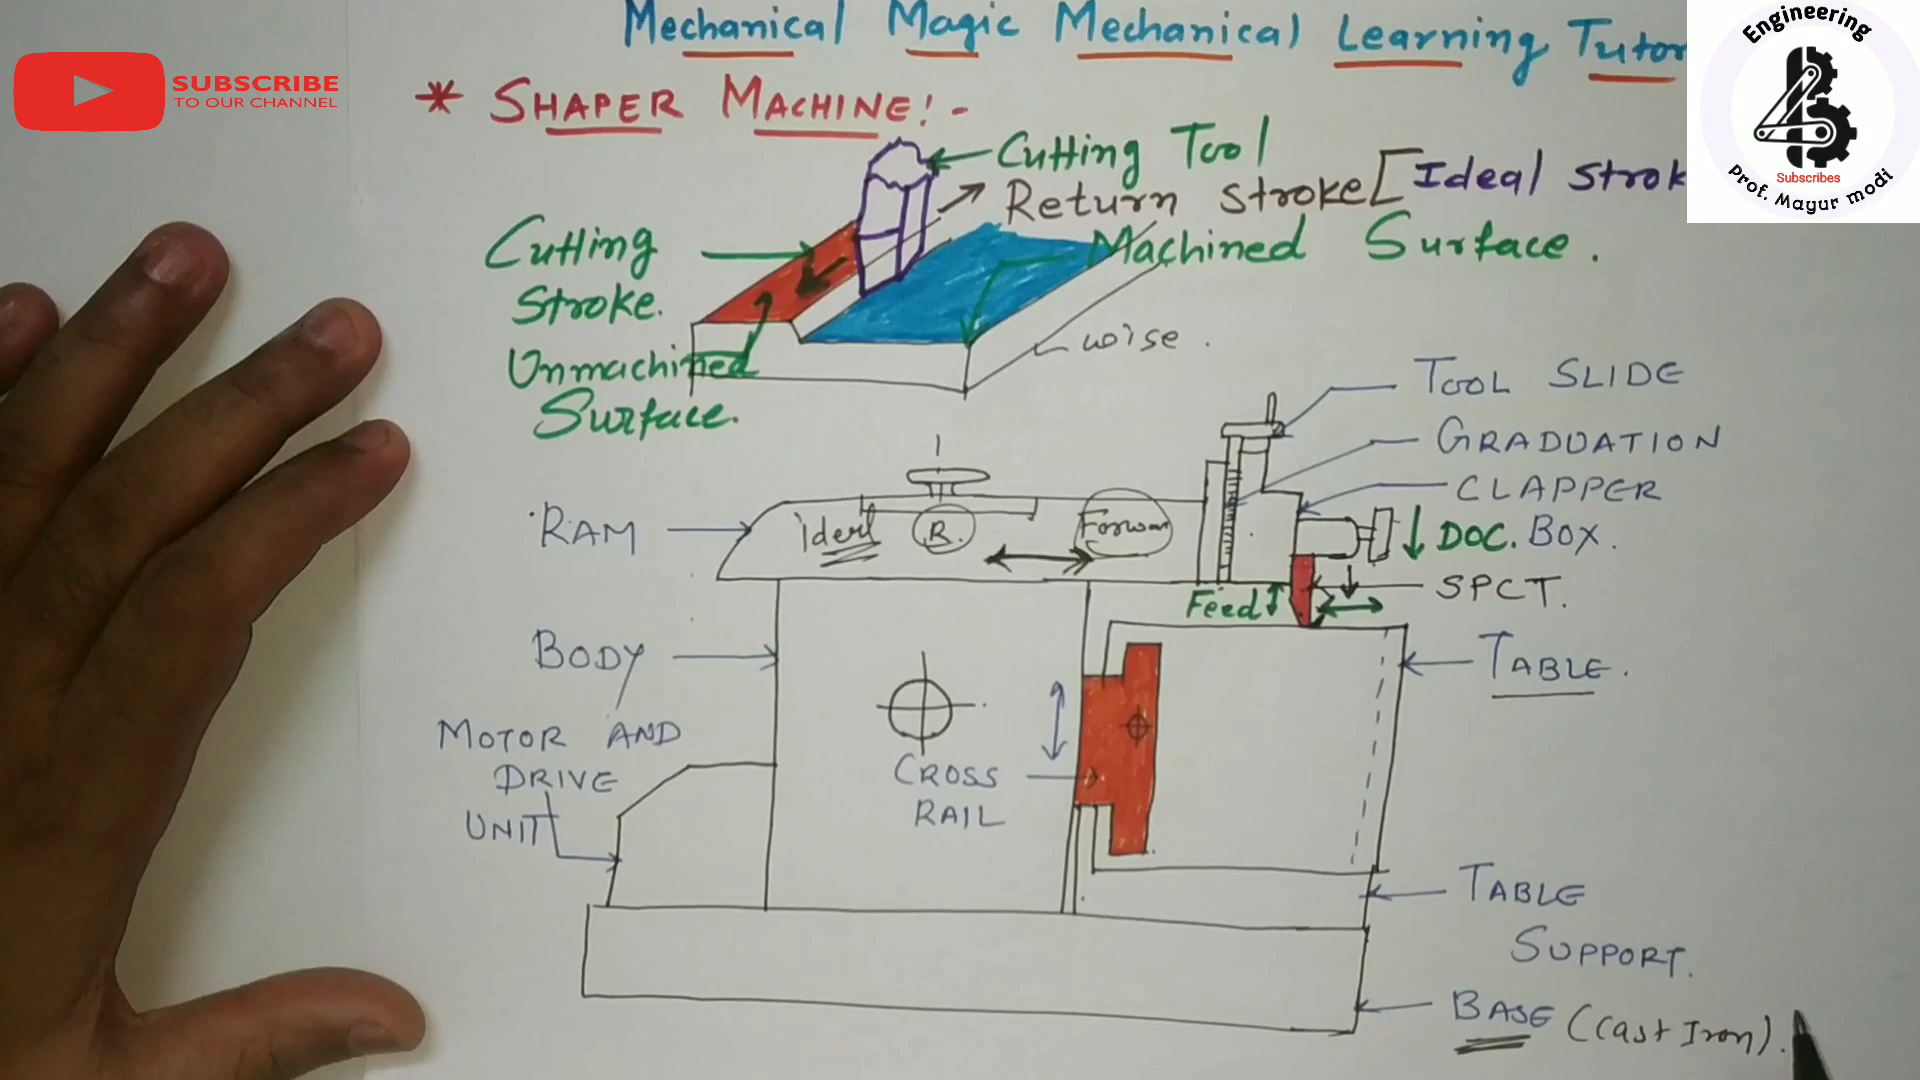 Mechanical Magic Mechanical Learning Tutor
Engineering
Subscribes
Prof. Mayur modi
SUBSCRIBE
TO OUR CHANNEL
* SHAPER MACHINE:-
Cutting Tool
Return stroke [Ideal Strok
Cutting
Stroke.
Machined Surface.
Unmachined
Surface.
TOOL SLIDE
GRADUATION
CLAPPER
BOX.
DOC.
RAM
R.
SPCT.
Feed
BODY
TABLE.
MOTOR AND
DRIVE
UNIT
CROSS
RAIL
TABLE
SUPPORT.
BASE (Cast Iron).